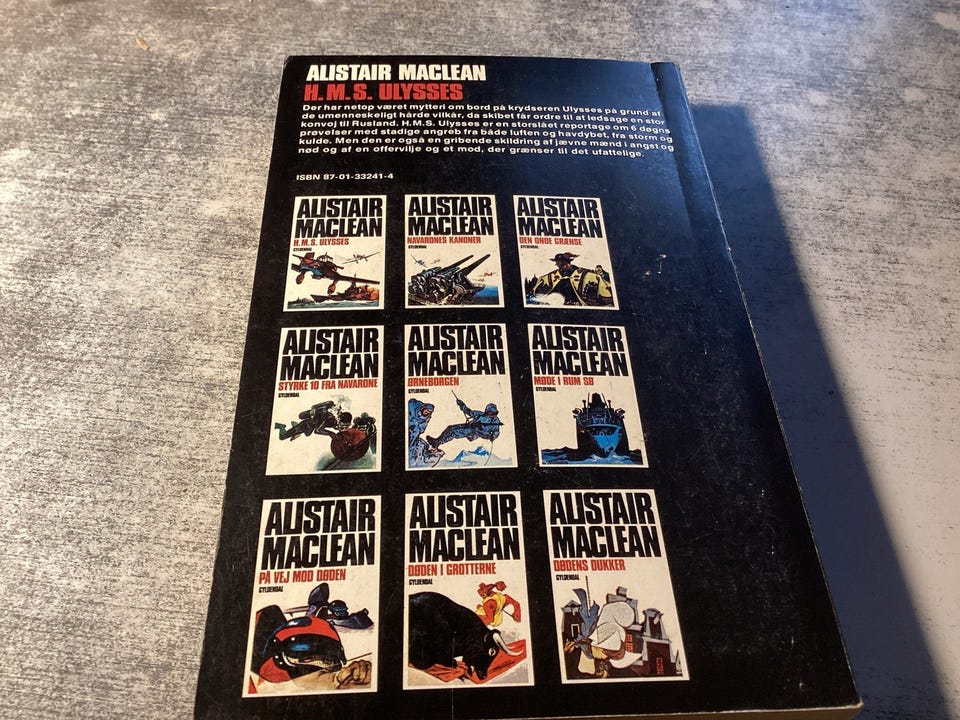 ALISTAIR MACLEAN
H.M.S. ULYSSES
Der har netop været mytteri om bord på krydseren Ulysses på grund af
de umenneskeligt hårde vilkår, da skibet får ordre til at ledsage en stor
konvoj til Rusland. H.M.S. Ulysses er en storslået reportage om 6 døgns
prøvelser med stadige angreb fra både luften og havdybet, fra storm og
kulde. Men den er også en gribende skildring af jævne mænd i angst og
nød og af en offervilje og et mod, der grænser til det ufattelige.
ISBN 87-01-33241-4
ALISTAIR
MACLEAN
H.M.S. ULYSSES
GYLDENDAL
ALISTAIR
MACLEAN
NAVARONES KANONER
GYLDENDAL
ALISTAIR
MACLEAN
DEN ONDE GRÆNSE
GYLDENDAL
ALISTAIR
MACLEAN
STYRKE 10 FRA NAVARONE
GYLDENDAL
ALISTAIR
MACLEAN
ØRNEBORGEN
GYLDENDAL
ALISTAIR
MACLEAN
MØDE I RUM SØ
GYLDENDAL
ALISTAIR
MACLEAN
PÅ VEJ MOD DØDEN
GYLDENDAL
ALISTAIR
MACLEAN
DØDEN I GROTTERNE
GYLDENDAL
ALISTAIR
MACLEAN
DØDENS DUKKER
GYLDENDAL